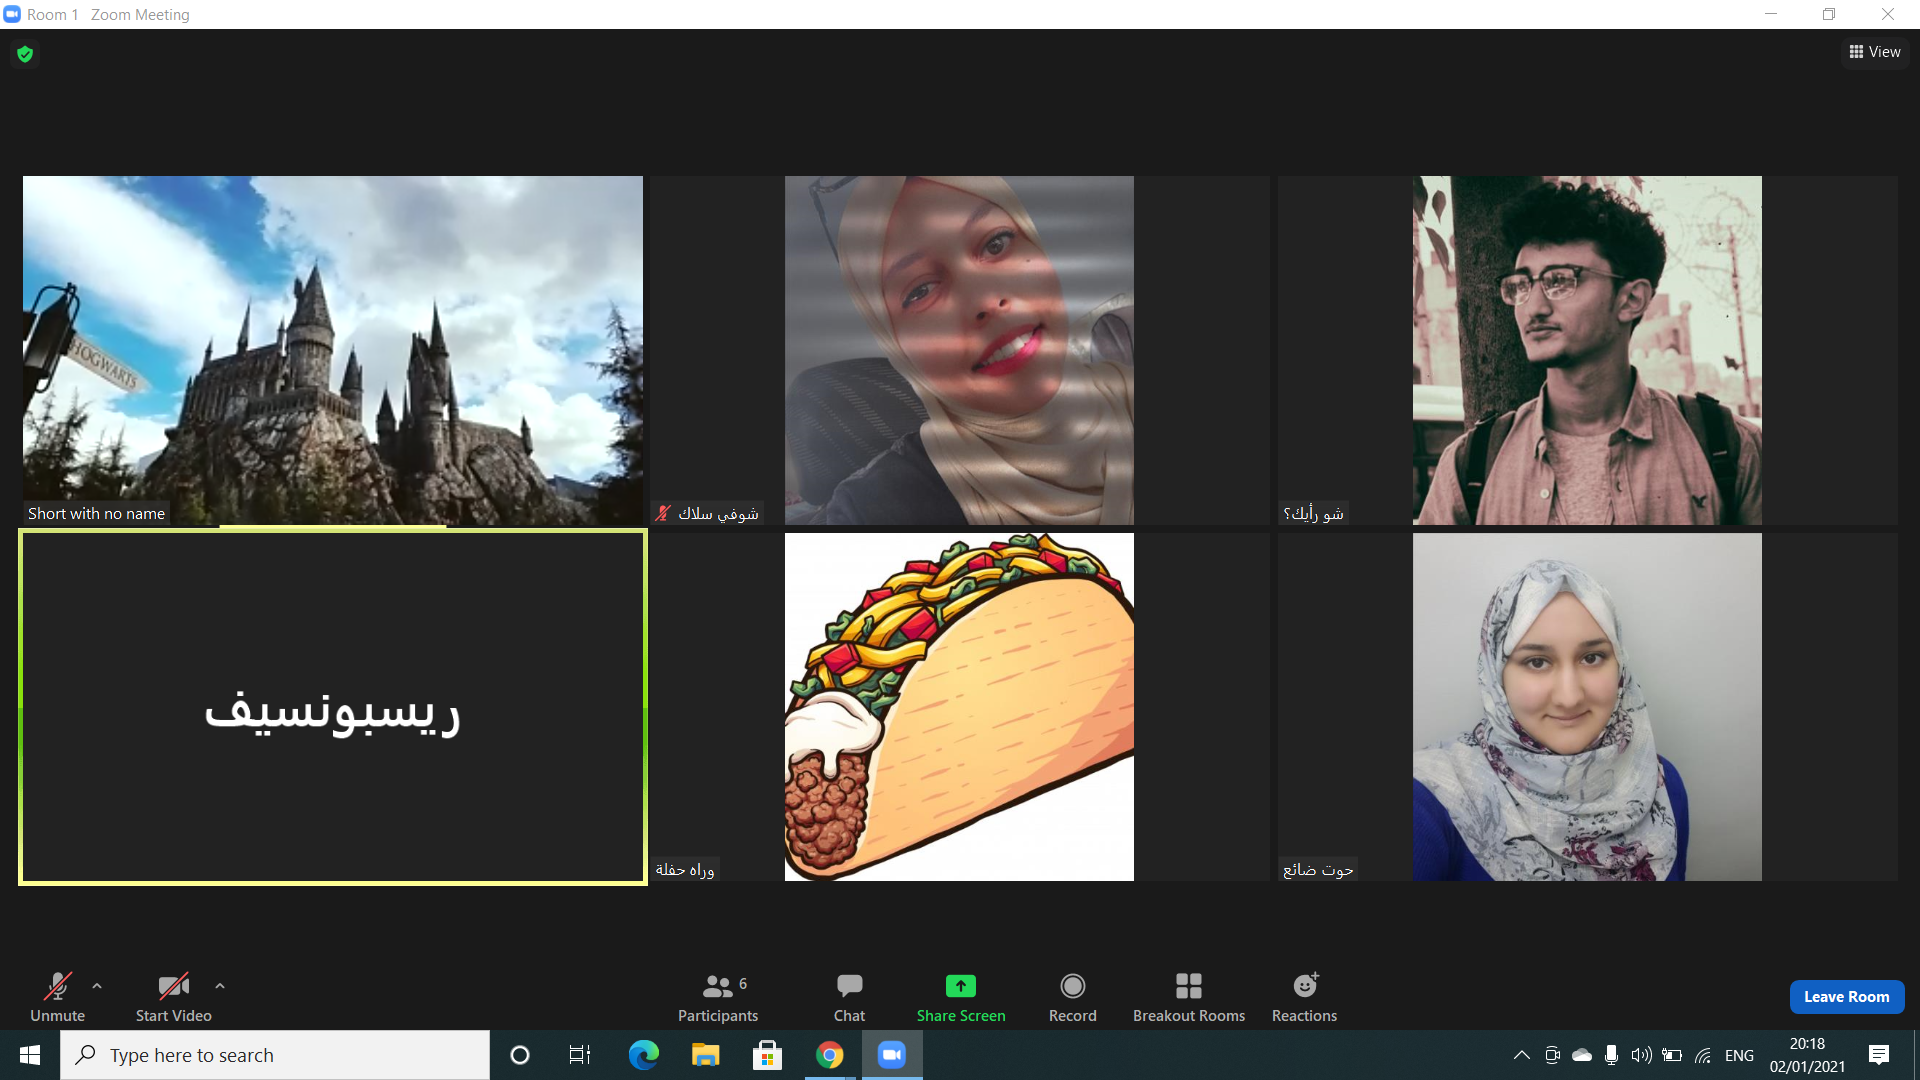 Room 1 Zoom Meeting
View
HOGWARTS
Short with no name
شوفي سلاك
شو رأيك؟
ريسبونسيف
وراه حفلة
حوت ضائع
Unmute
Start Video
6
Participants
Chat
Share Screen
Record
Breakout Rooms
Reactions
Leave Room
Type here to search
ENG
20:18
02/01/2021